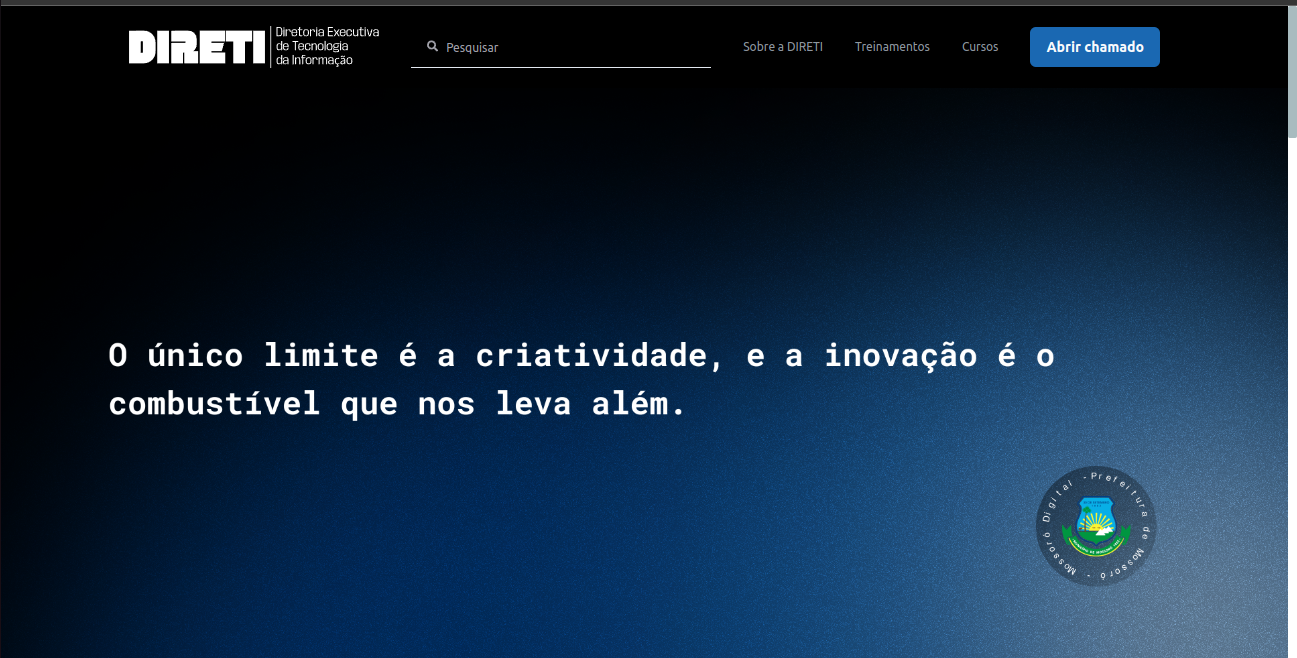 DIRETI
Diretoria Executiva
de Tecnologia
da Informação
Pesquisar
Sobre a DIRETI
Treinamentos
Cursos
Abrir chamado
O único limite é a criatividade, e a inovação é o
combustível que nos leva além.
Mossoró Digital - Prefeitura de Mossoró -